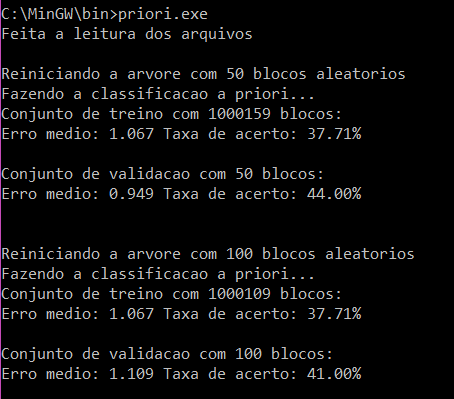 C:\MinGW\bin>priori.exe
Feita a leitura dos arquivos
Reiniciando a arvore com 50 blocos aleatorios
Fazendo a classificacao a priori...
Conjunto de treino com 1000159 blocos:
Erro medio: 1.067 Taxa de acerto: 37.71%
Conjunto de validacao com 50 blocos:
Erro medio: 0.949 Taxa de acerto: 44.00%
Reiniciando a arvore com 100 blocos aleatorios
Fazendo a classificacao a priori...
Conjunto de treino com 1000109 blocos:
Erro medio: 1.067 Taxa de acerto: 37.71%
Conjunto de validacao com 100 blocos:
Erro medio: 1.109 Taxa de acerto: 41.00%